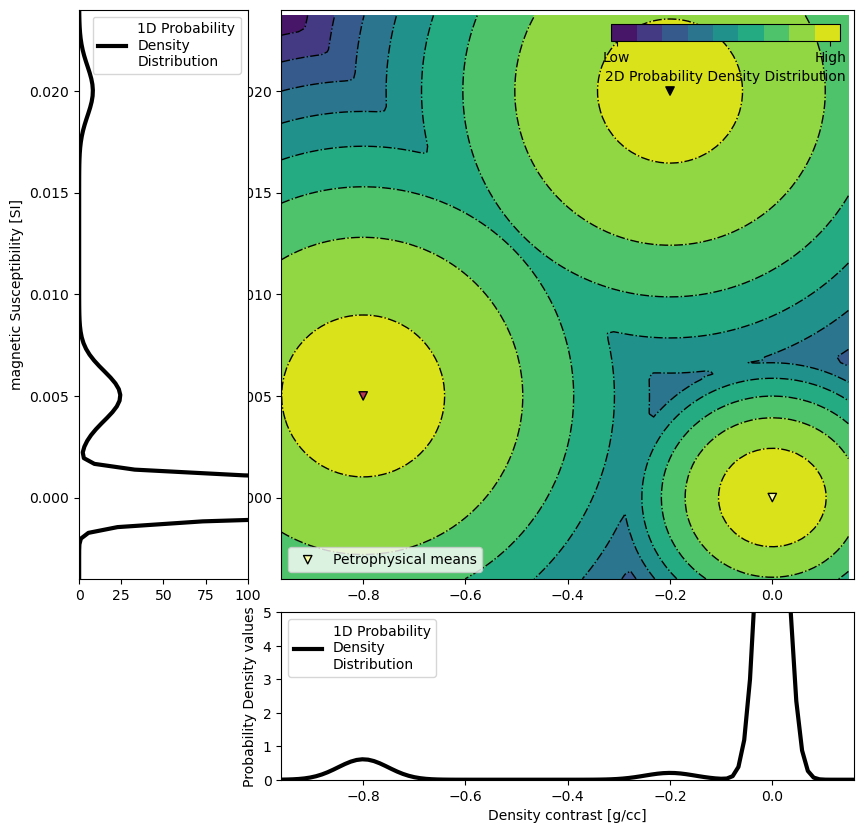 1D Probability
Density
Distribution
magnetic Susceptibility [SI]
0.020
0.015
0.010
0.005
0.000
0 25 50 75 100
Low High
2D Probability Density Distribution
020
015
010
005
000
Petrophysical means
−0.8 −0.6 −0.4 −0.2 0.0
1D Probability
Density
Distribution
Probability Density values
5
4
3
2
1
0
−0.8 −0.6 −0.4 −0.2 0.0
Density contrast [g/cc]